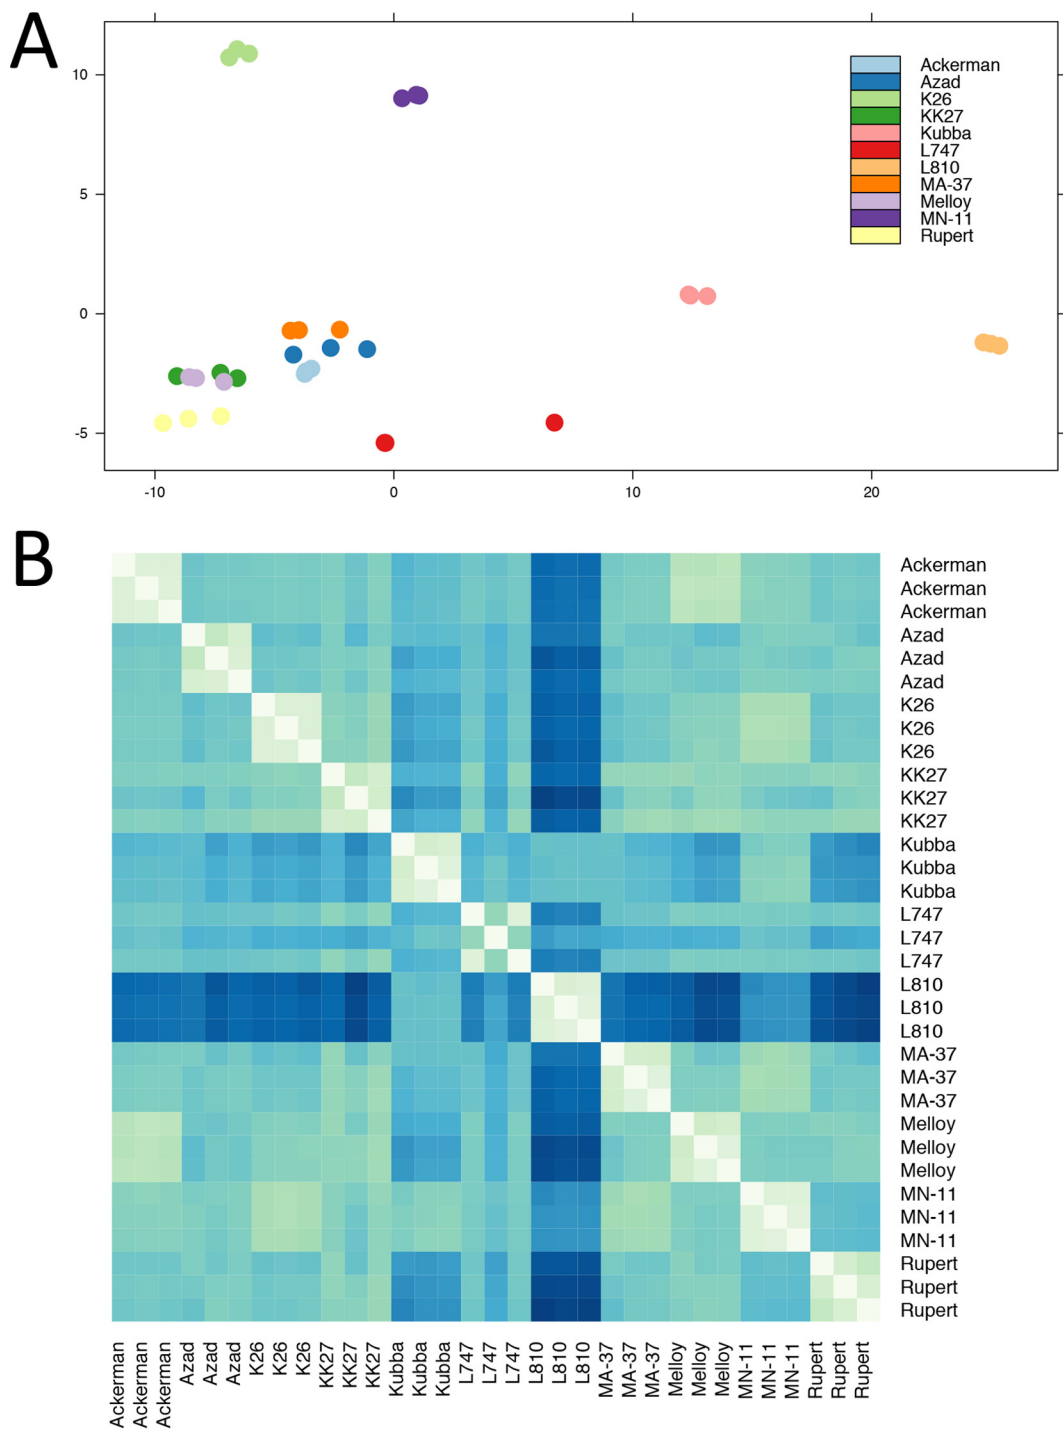 A
10
5
0
-5
-10
0
10
20
Ackerman
Azad
K26
KK27
Kubba
L747
L810
MA-37
Melloy
MN-11
Rupert
B
Ackerman
Ackerman
Ackerman
Azad
Azad
Azad
K26
K26
K26
KK27
KK27
KK27
Kubba
Kubba
Kubba
L747
L747
L747
L810
L810
L810
MA-37
MA-37
MA-37
Melloy
Melloy
Melloy
MN-11
MN-11
MN-11
Rupert
Rupert
Rupert
Ackerman
Ackerman
Ackerman
Azad
Azad
Azad
K26
K26
K26
KK27
KK27
KK27
Kubba
Kubba
Kubba
L747
L747
L747
L810
L810
L810
MA-37
MA-37
MA-37
Melloy
Melloy
Melloy
MN-11
MN-11
MN-11
Rupert
Rupert
Rupert